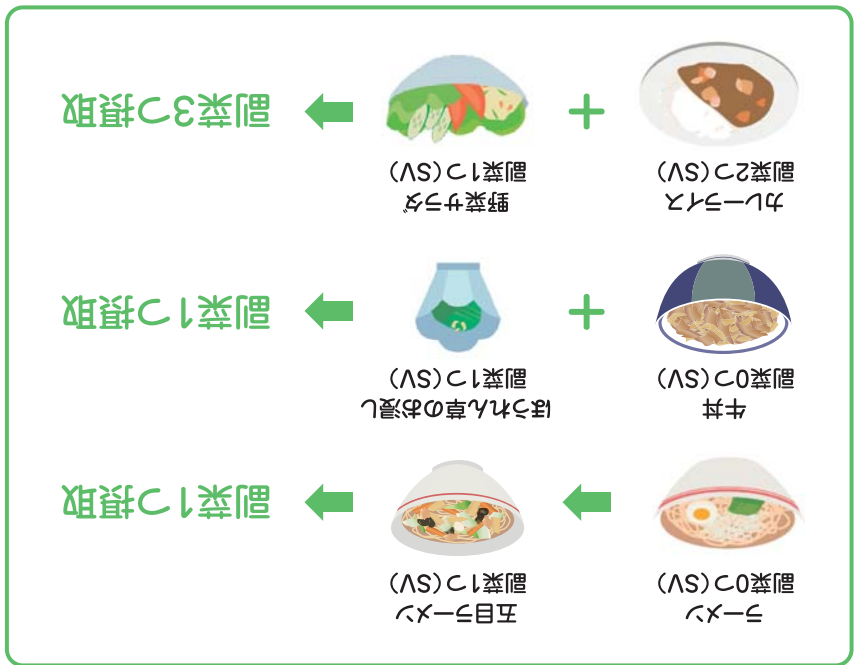 ラーメン
副菜0つ(SV)
五目ラーメン
副菜1つ(SV)
副菜1つ摂取
牛丼
副菜0つ(SV)
+
ほうれん草のお浸し
副菜1つ(SV)
副菜1つ摂取
カレーライス
副菜2つ(SV)
+
野菜サラダ
副菜1つ(SV)
副菜3つ摂取